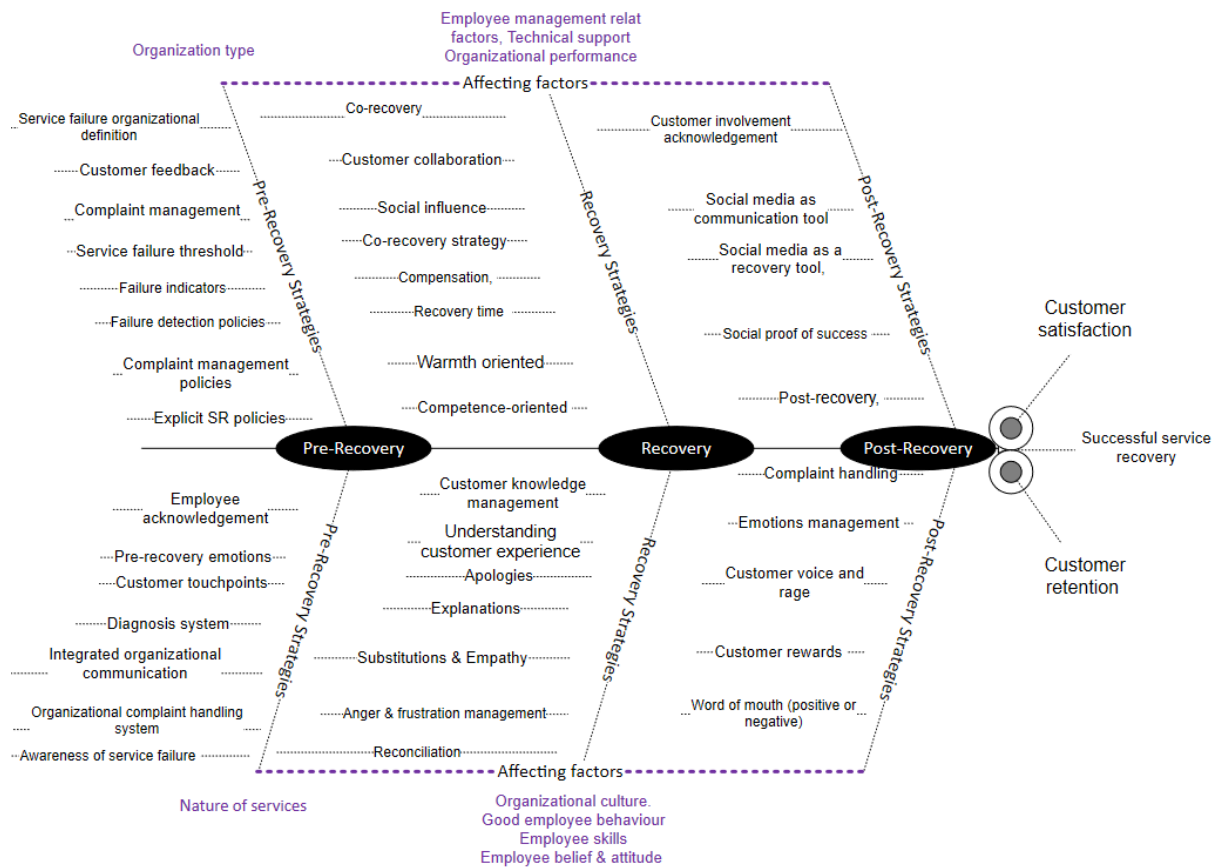 Employee management relat
factors, Technical support
Organizational performance
Organization type
Affecting factors
Service failure organizational
definition
Customer feedback
Complaint management
Service failure threshold
Failure indicators
Failure detection policies
Complaint management
policies
Explicit SR policies
Pre-Recovery Strategies
Co-recovery
Customer collaboration
Social influence
Co-recovery strategy
Compensation,
Recovery time
Warmth oriented
Competence-oriented
Recovery Strategies
Customer involvement
acknowledgement
Social media as
communication tool
Social media as a
recovery tool,
Social proof of success
Post-recovery,
Post-Recovery Strategies
Customer
satisfaction
Pre-Recovery
Recovery
Post-Recovery
Successful service
recovery
Employee
acknowledgement
Pre-recovery emotions
Customer touchpoints
Diagnosis system
Integrated organizational
communication
Organizational complaint handling
system
Awareness of service failure
Pre-Recovery Strategies
Customer knowledge
management
Understanding
customer experience
Apologies
Explanations
Substitutions & Empathy
Anger & frustration management
Reconciliation
Recovery Strategies
Complaint handling
Emotions management
Customer voice and
rage
Customer rewards
Word of mouth (positive or
negative)
Post-Recovery Strategies
Customer
retention
Affecting factors
Nature of services
Organizational culture.
Good employee behaviour
Employee skills
Employee belief & attitude